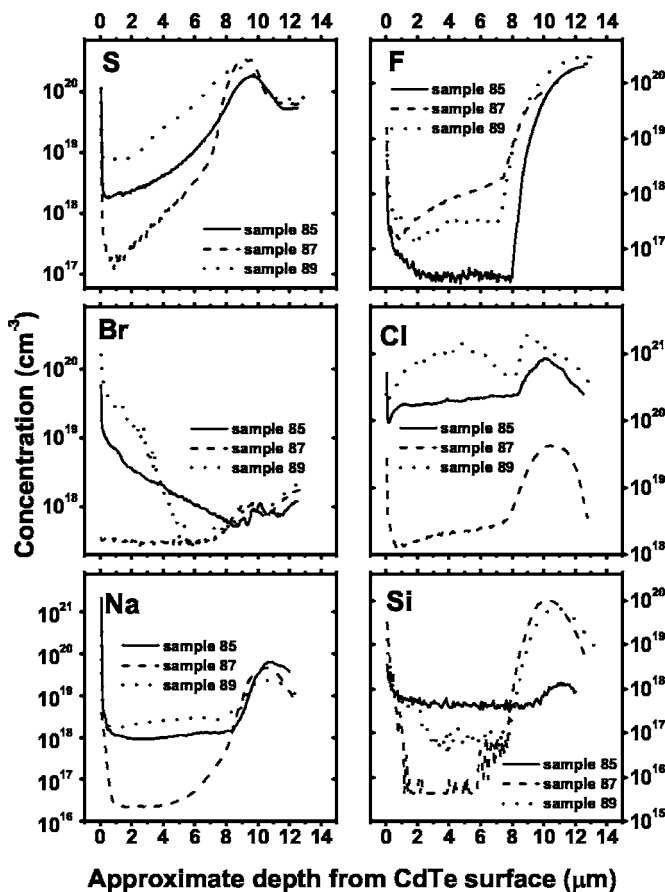 0 2 4 6 8 10 12 14
0 2 4 6 8 10 12 14
S
10^20
10^19
10^18
10^17
sample 85
sample 87
sample 89
F
10^20
10^19
10^18
10^17
sample 85
sample 87
sample 89
Br
10^20
10^19
10^18
sample 85
sample 87
sample 89
Cl
10^21
10^20
10^19
10^18
sample 85
sample 87
sample 89
Na
10^21
10^20
10^19
10^18
10^17
10^16
sample 85
sample 87
sample 89
Si
10^20
10^19
10^18
10^17
10^16
10^15
sample 85
sample 87
sample 89
0 2 4 6 8 10 12 14
0 2 4 6 8 10 12 14
Concentration (cm^-3)
Approximate depth from CdTe surface (μm)